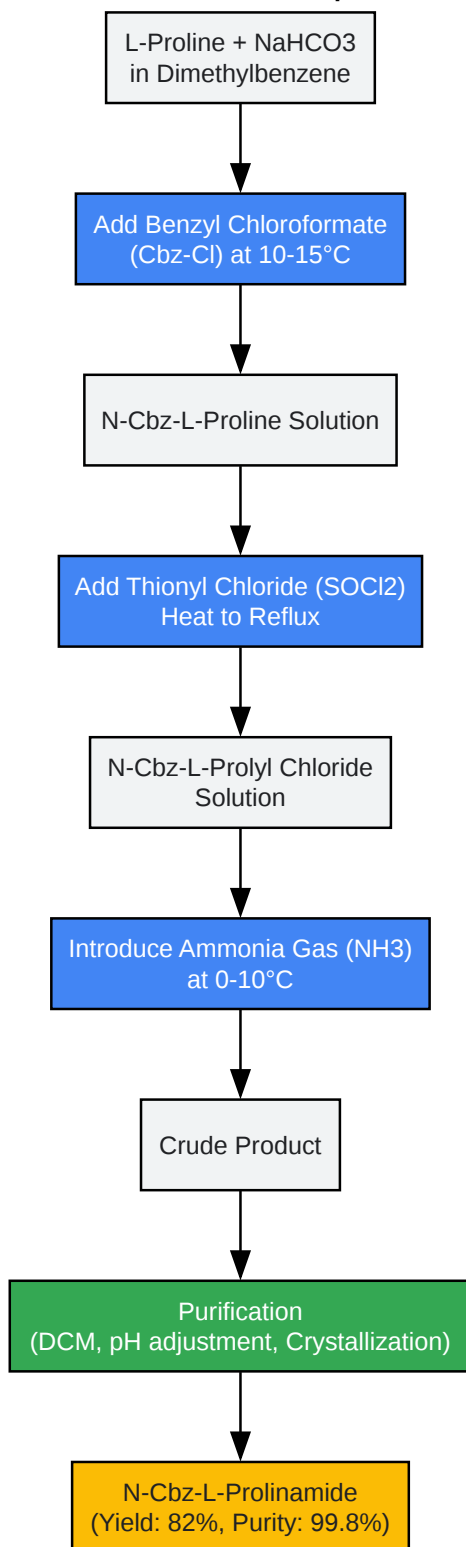 L-Proline + NaHCO3
in Dimethylbenzene
Add Benzyl Chloroformate
(Cbz-Cl) at 10-15°C
N-Cbz-L-Proline Solution
Add Thionyl Chloride (SOCl2)
Heat to Reflux
N-Cbz-L-Prolyl Chloride
Solution
Introduce Ammonia Gas (NH3)
at 0-10°C
Crude Product
Purification
(DCM, pH adjustment, Crystallization)
N-Cbz-L-Prolinamide
(Yield: 82%, Purity: 99.8%)